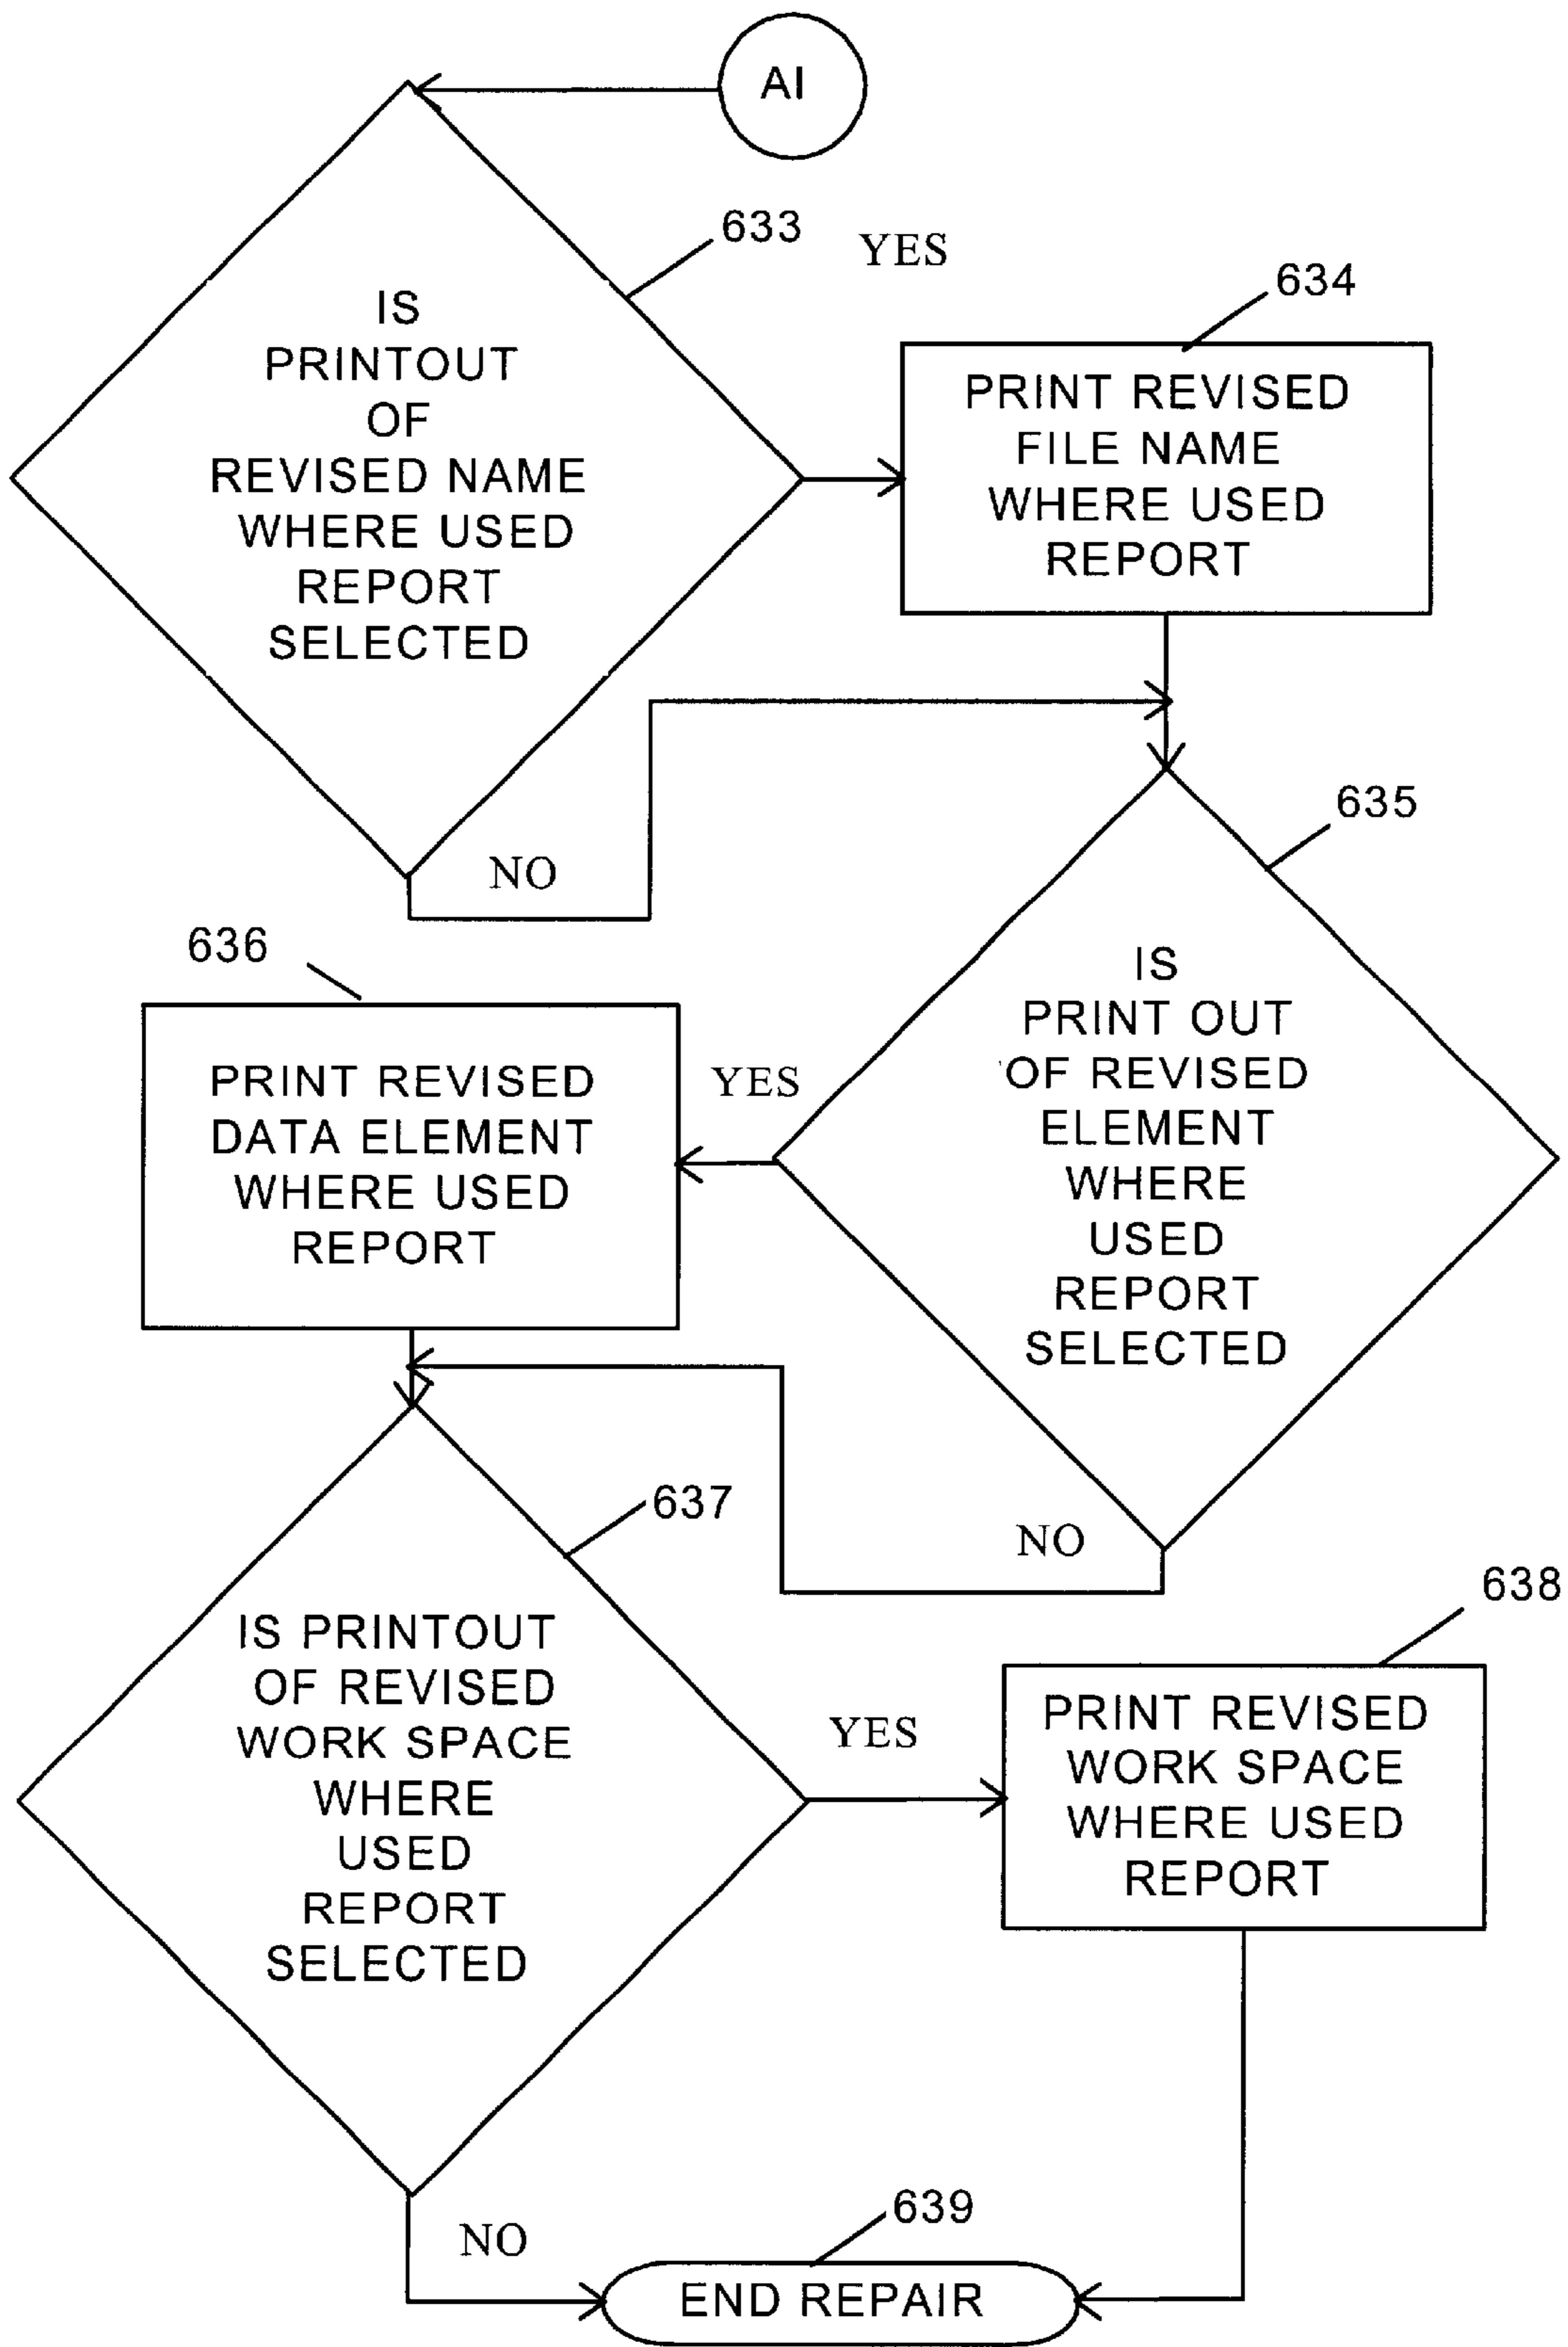 AI
633
YES
IS
PRINTOUT
OF
REVISED NAME
WHERE USED
REPORT
SELECTED
634
PRINT REVISED
FILE NAME
WHERE USED
REPORT
NO
635
IS
PRINT OUT
OF REVISED
ELEMENT
WHERE
USED
REPORT
SELECTED
YES
636
PRINT REVISED
DATA ELEMENT
WHERE USED
REPORT
NO
637
IS PRINTOUT
OF REVISED
WORK SPACE
WHERE
USED
REPORT
SELECTED
YES
638
PRINT REVISED
WORK SPACE
WHERE USED
REPORT
NO
639
END REPAIR